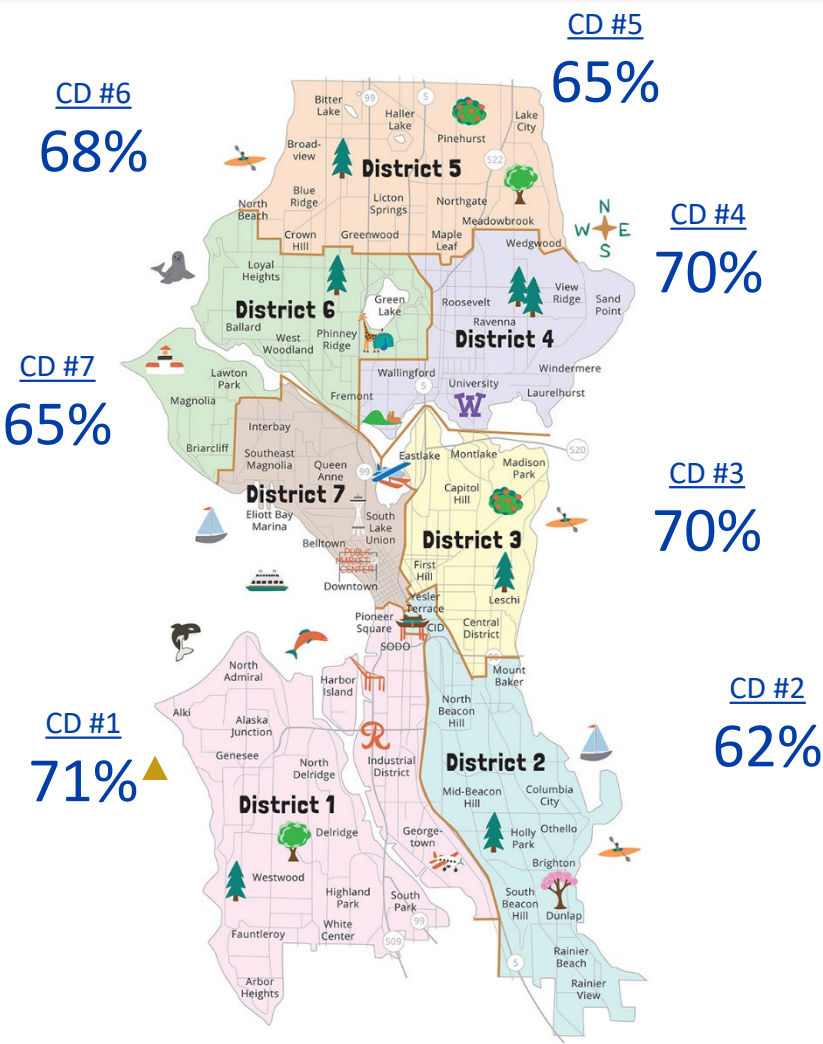 CD #5
65%
CD #6
68%
99
5
Bitter
Lake
Haller
Lake
Pinehurst
Lake
City
Broad-
view
522
District 5
Blue
Ridge
Licton
Springs
Northgate
North
Beach
Meadowbrook
Crown
Hill
Greenwood
Maple
Leaf
Wedgwood
N
W
E
S
CD #4
70%
Loyal
Heights
District 6
Green
Lake
Ballard
West
Woodland
Phinney
Ridge
Roosevelt
View
Ridge
Sand
Point
Ravenna
District 4
Wallingford
5
University
Windermere
Laurelhurst
W
Fremont
CD #7
65%
Lawton
Park
Magnolia
Briarcliff
Interbay
Southeast
Magnolia
Queen
Anne
99
District 7
Eliott Bay
Marina
South
Lake
Union
Belltown
PUBLIC
MARKET
CENTER
Downtown
520
Eastlake
Montlake
Madison
Park
Capitol
Hill
District 3
First
Hill
Leschi
Yesler
Terrace
Central
District
CD #3
70%
Pioneer
Square
CID
SODO
90
Mount
Baker
North
Admiral
Harbor
Island
Alki
Alaska
Junction
Genesee
North
Delridge
R
Industrial
District
CD #1
71%
District 1
Delridge
George-
town
Westwood
Highland
Park
South
Park
99
White
Center
509
Fauntleroy
Arbor
Heights
CD #2
62%
North
Beacon
Hill
District 2
Mid-Beacon
Hill
Columbia
City
Holly
Park
Othello
Brighton
South
Beacon
Hill
Dunlap
5
Rainier
Beach
Rainier
View